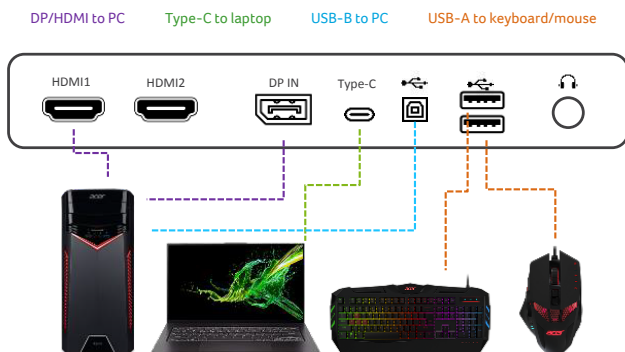 DP/HDMI to PC Type-C to laptop USB-B to PC USB-A to keyboard/mouse
HDMI1 HDMI2 DP IN Type-C
acer
acer
acer